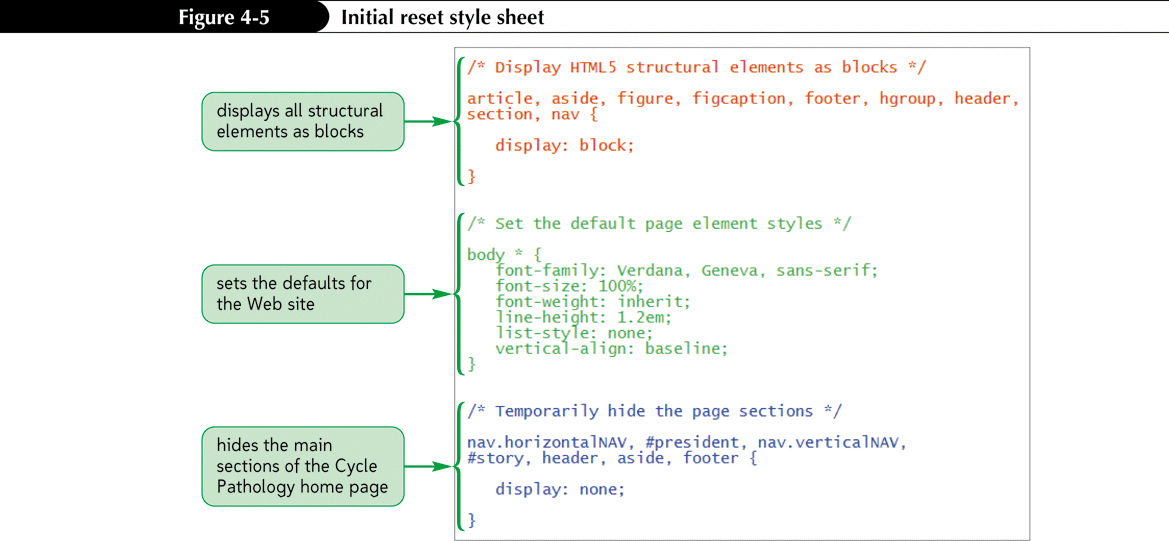 Figure 4-5 Initial reset style sheet
displays all structural
elements as blocks
/* Display HTML5 structural elements as blocks */
article, aside, figure, figcaption, footer, hgroup, header,
section, nav {
display: block;
}
sets the defaults for
the Web site
/* Set the default page element styles */
body * {
font-family: Verdana, Geneva, sans-serif;
font-size: 100%;
font-weight: inherit;
line-height: 1.2em;
list-style: none;
vertical-align: baseline;
}
hides the main
sections of the Cycle
Pathology home page
/* Temporarily hide the page sections */
nav.horizontalNAV, #president, nav.verticalNAV,
#story, header, aside, footer {
display: none;
}